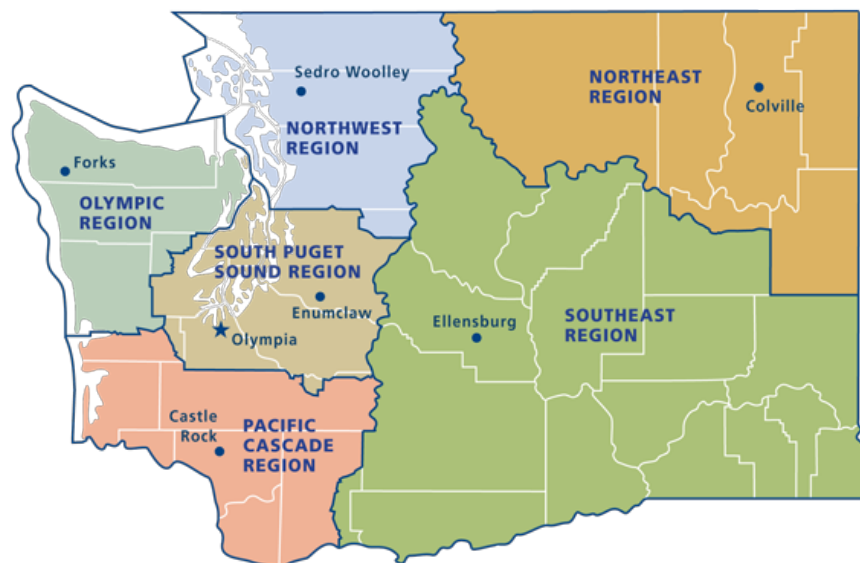 Sedro Woolley
NORTHWEST
REGION
NORTHEAST
REGION
Colville
Forks
OLYMPIC
REGION
SOUTH PUGET
SOUND REGION
Enumclaw
Olympia
Ellensburg
SOUTHEAST
REGION
Castle
Rock
PACIFIC
CASCADE
REGION